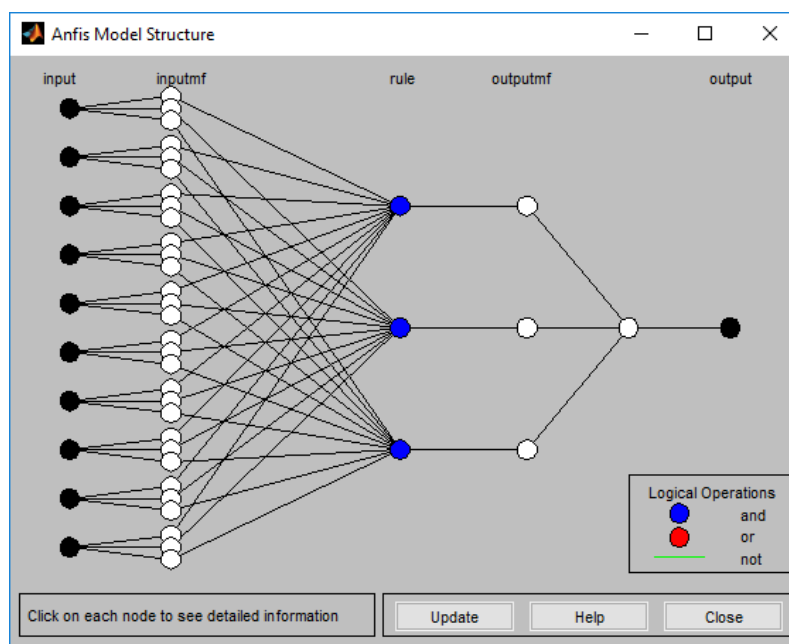 Anfis Model Structure
input inputmf rule outputmf output
Logical Operations
and
or
not
Click on each node to see detailed information
Update Help Close